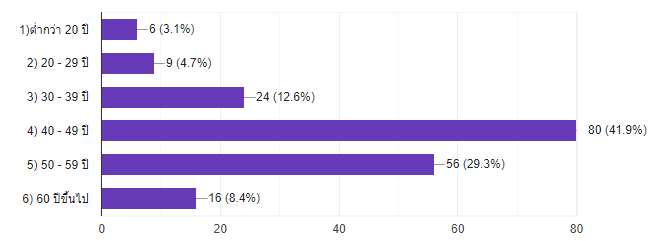 1)ต่ำกว่า 20 ปี 6 (3.1%)
2) 20 - 29 ปี 9 (4.7%)
3) 30 - 39 ปี 24 (12.6%)
4) 40 - 49 ปี 80 (41.9%)
5) 50 - 59 ปี 56 (29.3%)
6) 60 ปีขึ้นไป 16 (8.4%)
0 20 40 60 80